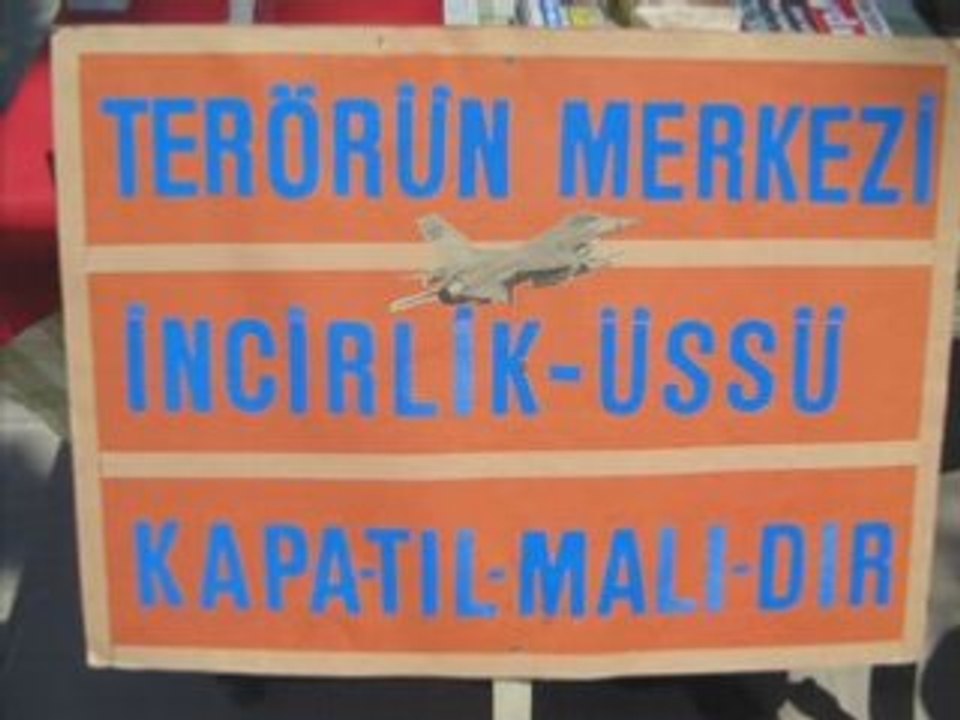 TERÖRÜN MERKEZİ
İNCİRLİK-ÜSSÜ
KAPA-TIL-MALI-DIR